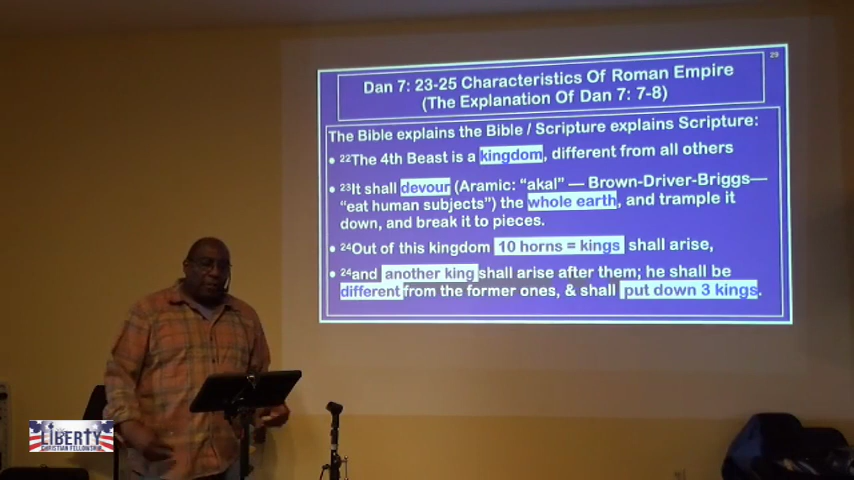 29
Dan 7: 23-25 Characteristics Of Roman Empire
(The Explanation Of Dan 7: 7-8)
The Bible explains the Bible / Scripture explains Scripture:
• ²²The 4th Beast is a kingdom, different from all others
• ²³It shall devour (Aramic: “akal” — Brown-Driver-Briggs—
“eat human subjects”) the whole earth, and trample it
down, and break it to pieces.
• ²⁴Out of this kingdom 10 horns = kings shall arise,
• ²⁴and another king shall arise after them; he shall be
different from the former ones, & shall put down 3 kings.
LIBERTY
CHRISTIAN FELLOWSHIP